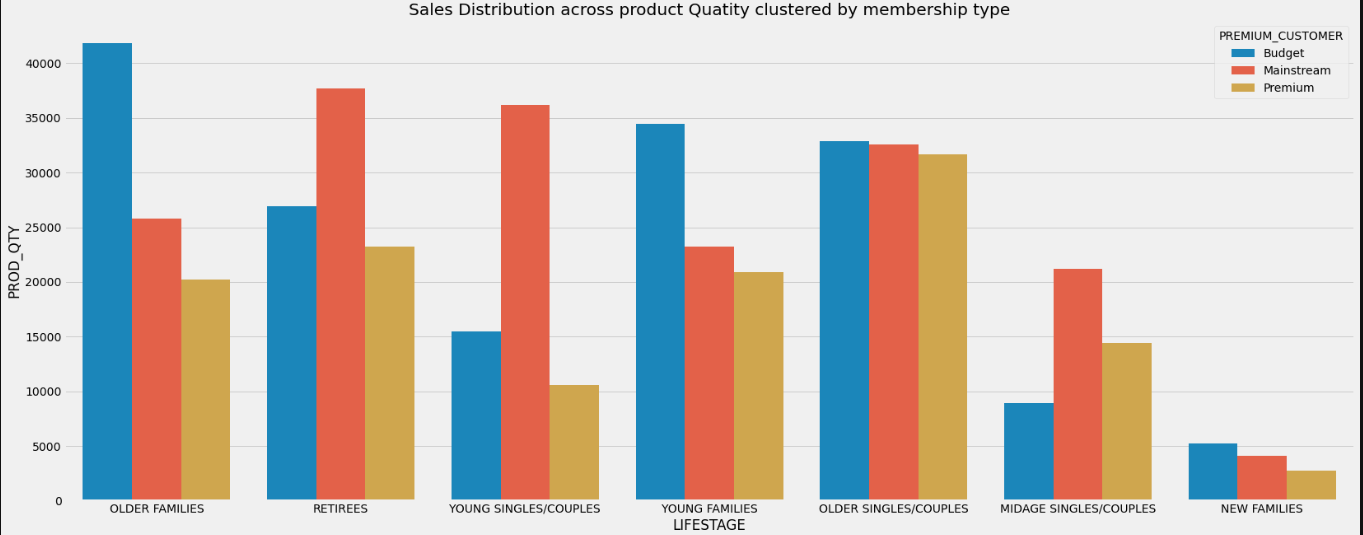 Sales Distribution across product Quatity clustered by membership type
PREMIUM_CUSTOMER
Budget
Mainstream
Premium
PROD_QTY
40000
35000
30000
25000
20000
15000
10000
5000
0
OLDER FAMILIES
RETIREES
YOUNG SINGLES/COUPLES
YOUNG FAMILIES
OLDER SINGLES/COUPLES
MIDAGE SINGLES/COUPLES
NEW FAMILIES
LIFESTAGE